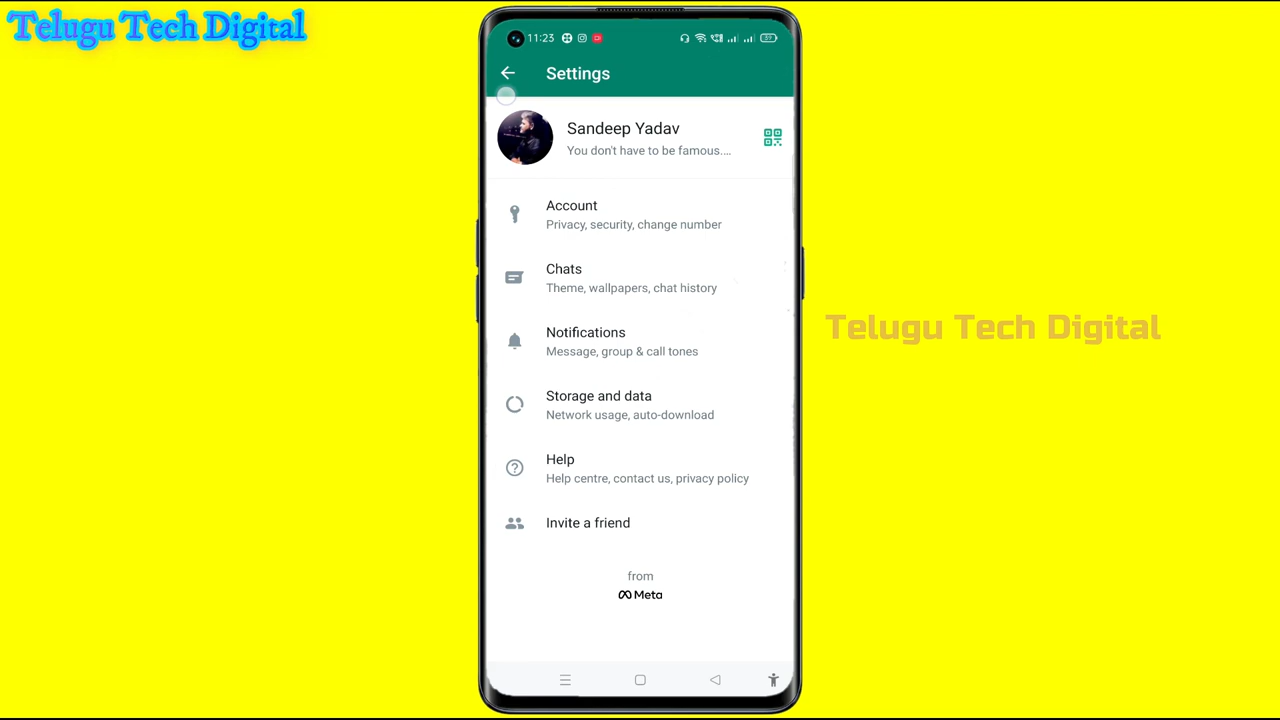 Telugu Tech Digital
11:23
37
Settings
Sandeep Yadav
You don't have to be famous....
Account
Privacy, security, change number
Chats
Theme, wallpapers, chat history
Notifications
Message, group & call tones
Storage and data
Network usage, auto-download
Telugu Tech Digital
Help
Help centre, contact us, privacy policy
Invite a friend
from
Meta